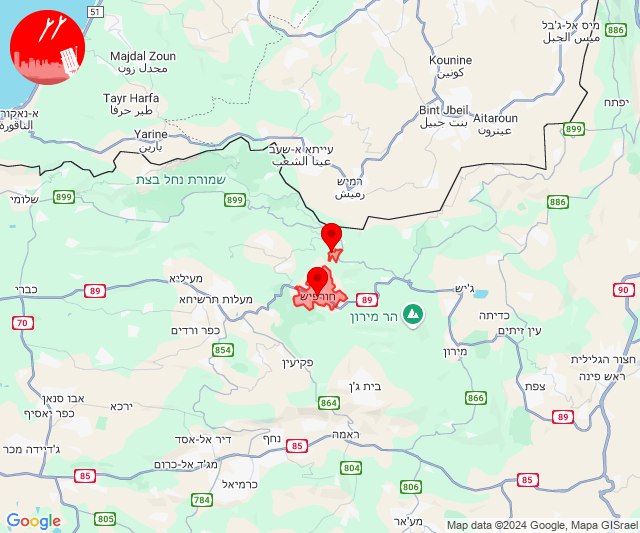 51
מיס אל-ג'בל
ميس الجبل
886
Majdal Zoun
مجدل زون
Kounine
كونين
א-נאקורה
الناقورة
Tayr Harfa
طير حرفا
Bint Jbeil
بنت جبيل
Aitaroun
عيترون
יפתח
Yarine
يارين
899
עייתא א-שעב
عيتا الشعب
שמורת נחל בצת
רמיש
رميش
899
899
שלומי
886
מעיליא
כברי
89
מעלות תרשיחא
חורפיש
89
ג'יש
90
הר מירון
כדיתה
70
כפר ורדים
עין זיתים
854
מירון
חצור הגלילית
ראש פינה
פקיעין
בית ג'ן
צפת
אבו סנאן
כפר יאסיף
ירכא
864
866
89
ראמה
נחף
דיר אל-אסד
85
ג'דיידה מכר
מג'ד אל-כרום
804
85
85
כרמיאל
806
784
805
מע'אר
Google
Map data ©2024 Google, Mapa GISrael